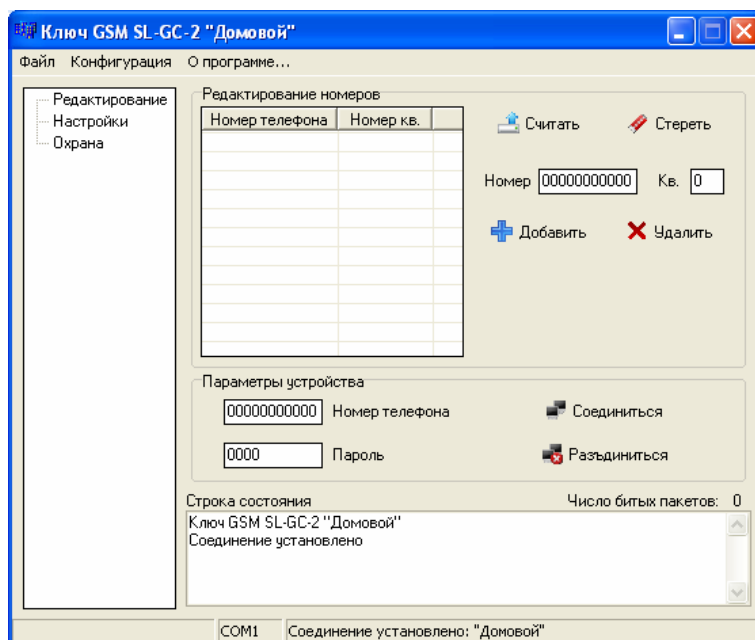 Ключ GSM SL-GC-2 "Домовой"
Файл Конфигурация О программе...
Редактирование
Настройки
Охрана
Редактирование номеров
Номер телефона Номер кв.
Считать Стереть
Номер 00000000000 Кв. 0
Добавить Удалить
Параметры устройства
00000000000 Номер телефона Соединиться
0000 Пароль Разъдиниться
Строка состояния Число битых пакетов: 0
Ключ GSM SL-GC-2 "Домовой"
Соединение установлено
COM1 Соединение установлено: "Домовой"